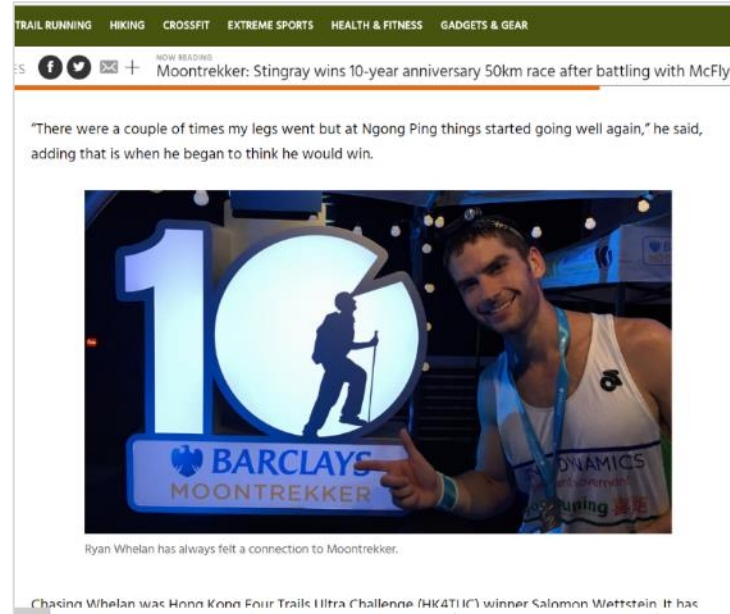 TRAIL RUNNING HIKING CROSSFIT EXTREME SPORTS HEALTH & FITNESS GADGETS & GEAR
NOW READING
ES
Moontrekker: Stingray wins 10-year anniversary 50km race after battling with McFly
“There were a couple of times my legs went but at Ngong Ping things started going well again,” he said,
adding that is when he began to think he would win.
10
BARCLAYS
MOONTREKKER
DYNAMICS
Ryan Whelan has always felt a connection to Moontrekker.
Chasing Whelan was Hong Kong Four Trails Ultra Challenge (HK4TUC) winner Salomon Wettstein. It has